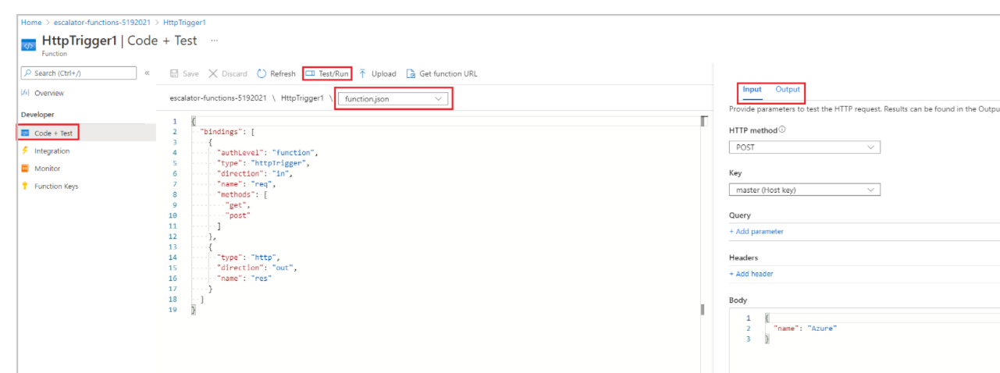 Home > escalator-functions-5192021 > HttpTrigger1
HttpTrigger1 | Code + Test ...
Function
Search (Ctrl+/) «
Overview
Developer
Code + Test
Integration
Monitor
Function Keys
Save Discard Refresh Test/Run Upload Get function URL
escalator-functions-5192021 \ HttpTrigger1 \ function.json
1 {
2 "bindings": [
3 {
4 "authLevel": "function",
5 "type": "httpTrigger",
6 "direction": "in",
7 "name": "req",
8 "methods": [
9 "get",
10 "post"
11 ]
12 },
13 {
14 "type": "http",
15 "direction": "out",
16 "name": "res"
17 }
18 ]
19 }
Input Output
Provide parameters to test the HTTP request. Results can be found in the Outpu
HTTP method
POST
Key
master (Host key)
Query
+ Add parameter
Headers
+ Add header
Body
1 {
2 "name": "Azure"
3 }